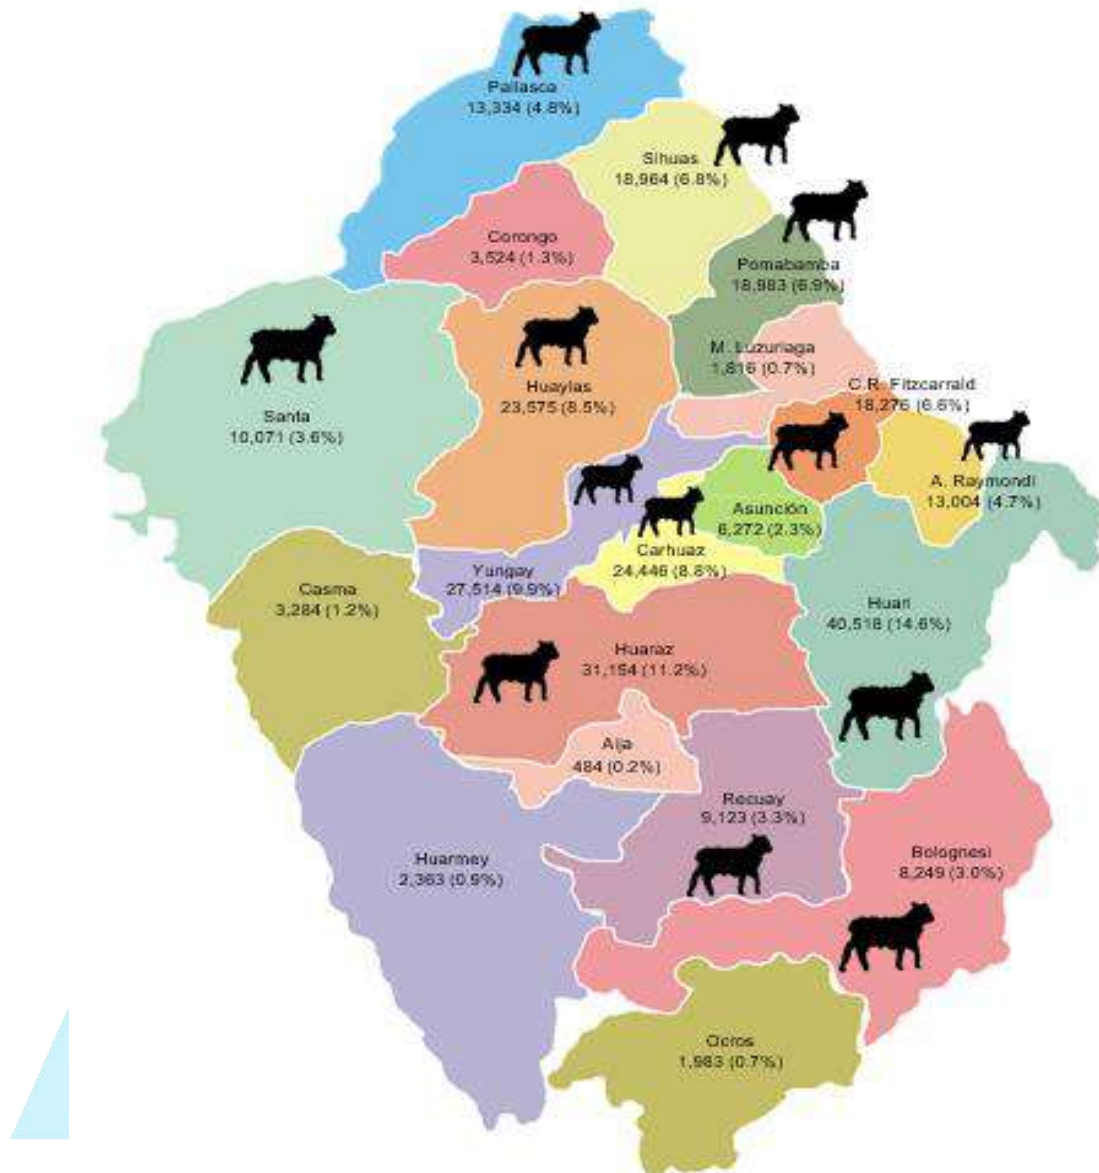 Pallasca
13,334 (4.8%)
Sihuas
18,964 (6.8%)
Corongo
3,524 (1.3%)
Pomabamba
18,983 (6.9%)
M. Luzuriaga
1,816 (0.7%)
C.R. Fitzcarrald
18,276 (6.6%)
Huaylas
23,575 (8.5%)
Santa
10,071 (3.6%)
A. Raymondi
13,004 (4.7%)
Asunción
6,272 (2.3%)
Carhuaz
24,446 (8.8%)
Yungay
27,514 (9.9%)
Casma
3,284 (1.2%)
Huari
40,518 (14.6%)
Huaraz
31,154 (11.2%)
Aija
484 (0.2%)
Recuay
9,123 (3.3%)
Huarmey
2,363 (0.9%)
Bolognesi
8,249 (3.0%)
Ocros
1,983 (0.7%)